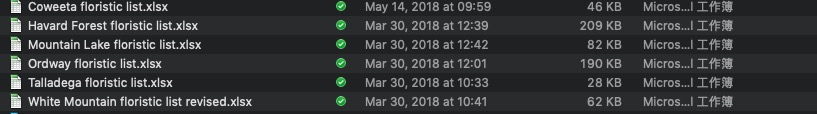 Coweeta floristic list.xlsx May 14, 2018 at 09:59 46 KB Micros...l 工作簿
Havard Forest floristic list.xlsx Mar 30, 2018 at 12:39 209 KB Micros...l 工作簿
Mountain Lake floristic list.xlsx Mar 30, 2018 at 12:42 82 KB Micros...l 工作簿
Ordway floristic list.xlsx Mar 30, 2018 at 12:01 190 KB Micros...l 工作簿
Talladega floristic list.xlsx Mar 30, 2018 at 10:33 28 KB Micros...l 工作簿
White Mountain floristic list revised.xlsx Mar 30, 2018 at 10:41 62 KB Micros...l 工作簿